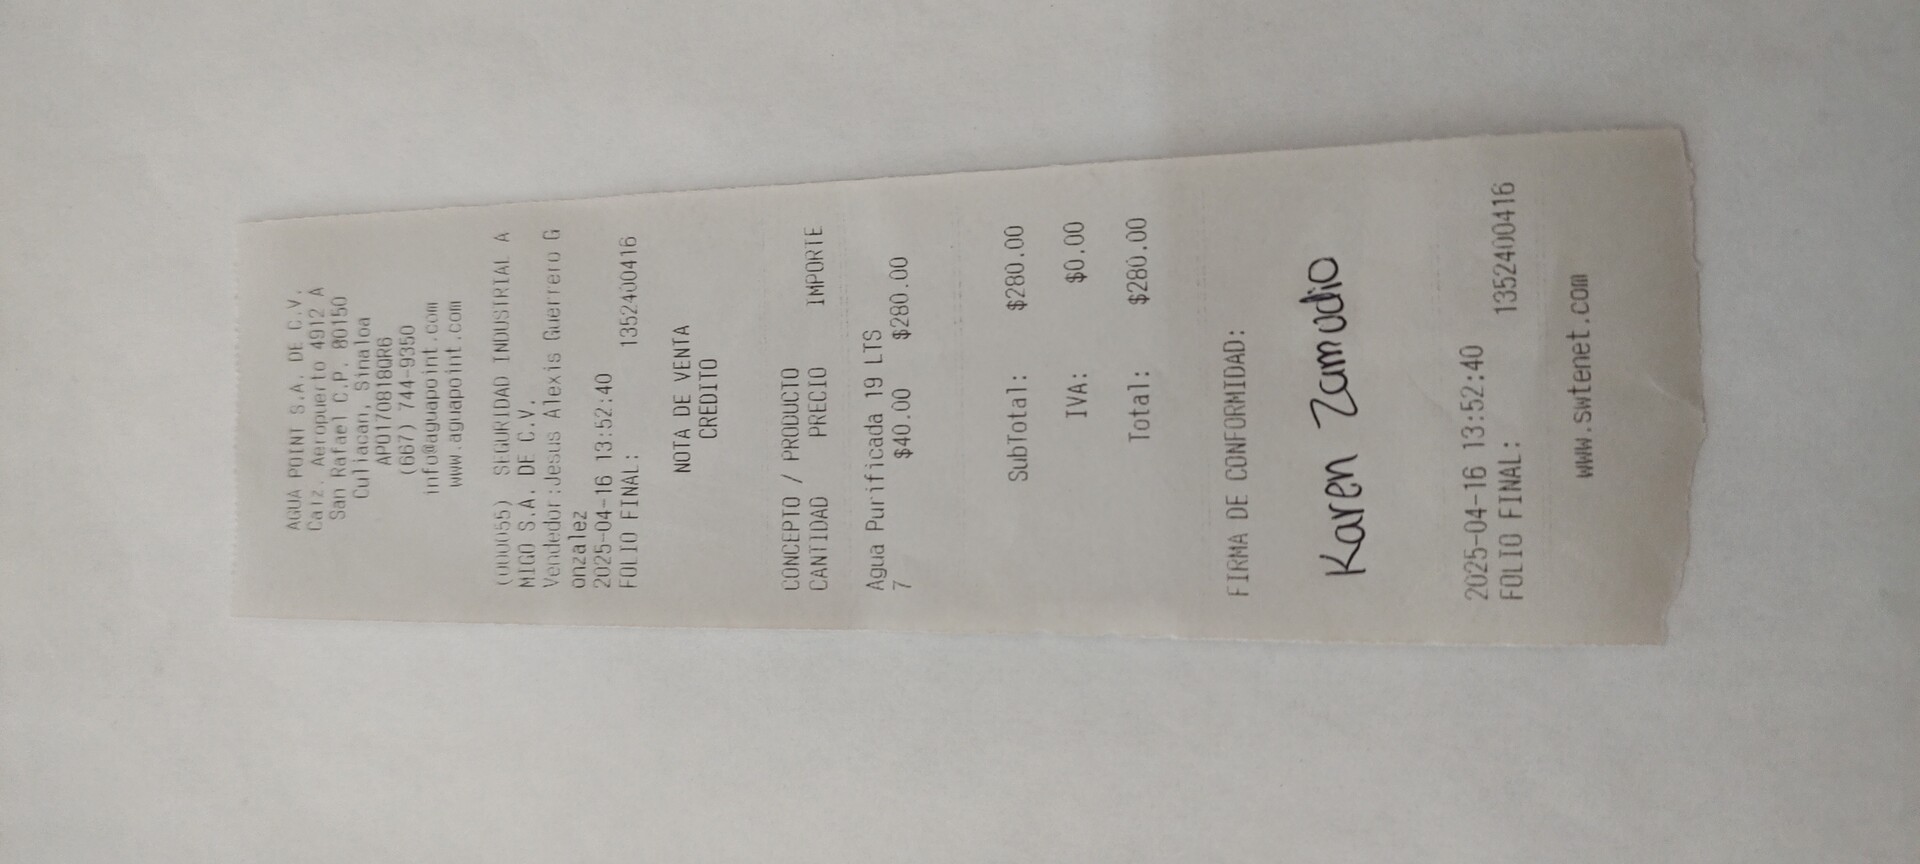 AGUA POINT S.A. DE C.V.
Calz. Aeropuerto 4912 A
San Rafael C.P. 80150
Culiacan, Sinaloa
APO170818QR6
(667) 744-9350
info@aguapoint.com
www.aguapoint.com
(000055) SEGURIDAD INDUSTRIAL A
MIGO S.A. DE C.V.
Vendedor:Jesus Alexis Guerrero G
onzalez
2025-04-16 13:52:40
FOLIO FINAL: 1352400416
NOTA DE VENTA
CREDITO
CONCEPTO / PRODUCTO
CANTIDAD PRECIO IMPORTE
Agua Purificada 19 LTS
7 $40.00 $280.00
SubTotal: $280.00
IVA: $0.00
Total: $280.00
FIRMA DE CONFORMIDAD:
Karen Zamudio
2025-04-16 13:52:40
FOLIO FINAL: 1352400416
www.swtenet.com